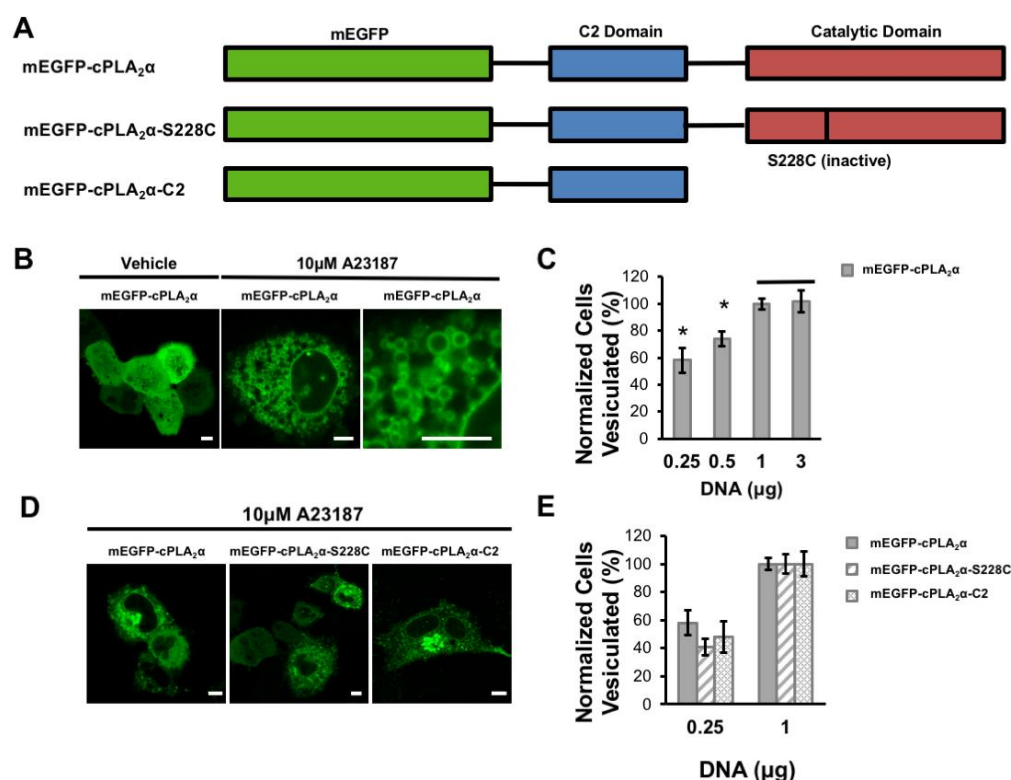 A
mEGFP
C2 Domain
Catalytic Domain
mEGFP-cPLA₂α
mEGFP-cPLA₂α-S228C
S228C (inactive)
mEGFP-cPLA₂α-C2
B
Vehicle
10µM A23187
mEGFP-cPLA₂α
mEGFP-cPLA₂α
mEGFP-cPLA₂α
C
Normalized Cells
Vesiculated (%)
120
100
80
60
40
20
0
*
*
0.25 0.5 1 3
DNA (µg)
mEGFP-cPLA₂α
D
10µM A23187
mEGFP-cPLA₂α
mEGFP-cPLA₂α-S228C
mEGFP-cPLA₂α-C2
E
Normalized Cells
Vesiculated (%)
120
100
80
60
40
20
0
0.25 1
DNA (µg)
mEGFP-cPLA₂α
mEGFP-cPLA₂α-S228C
mEGFP-cPLA₂α-C2